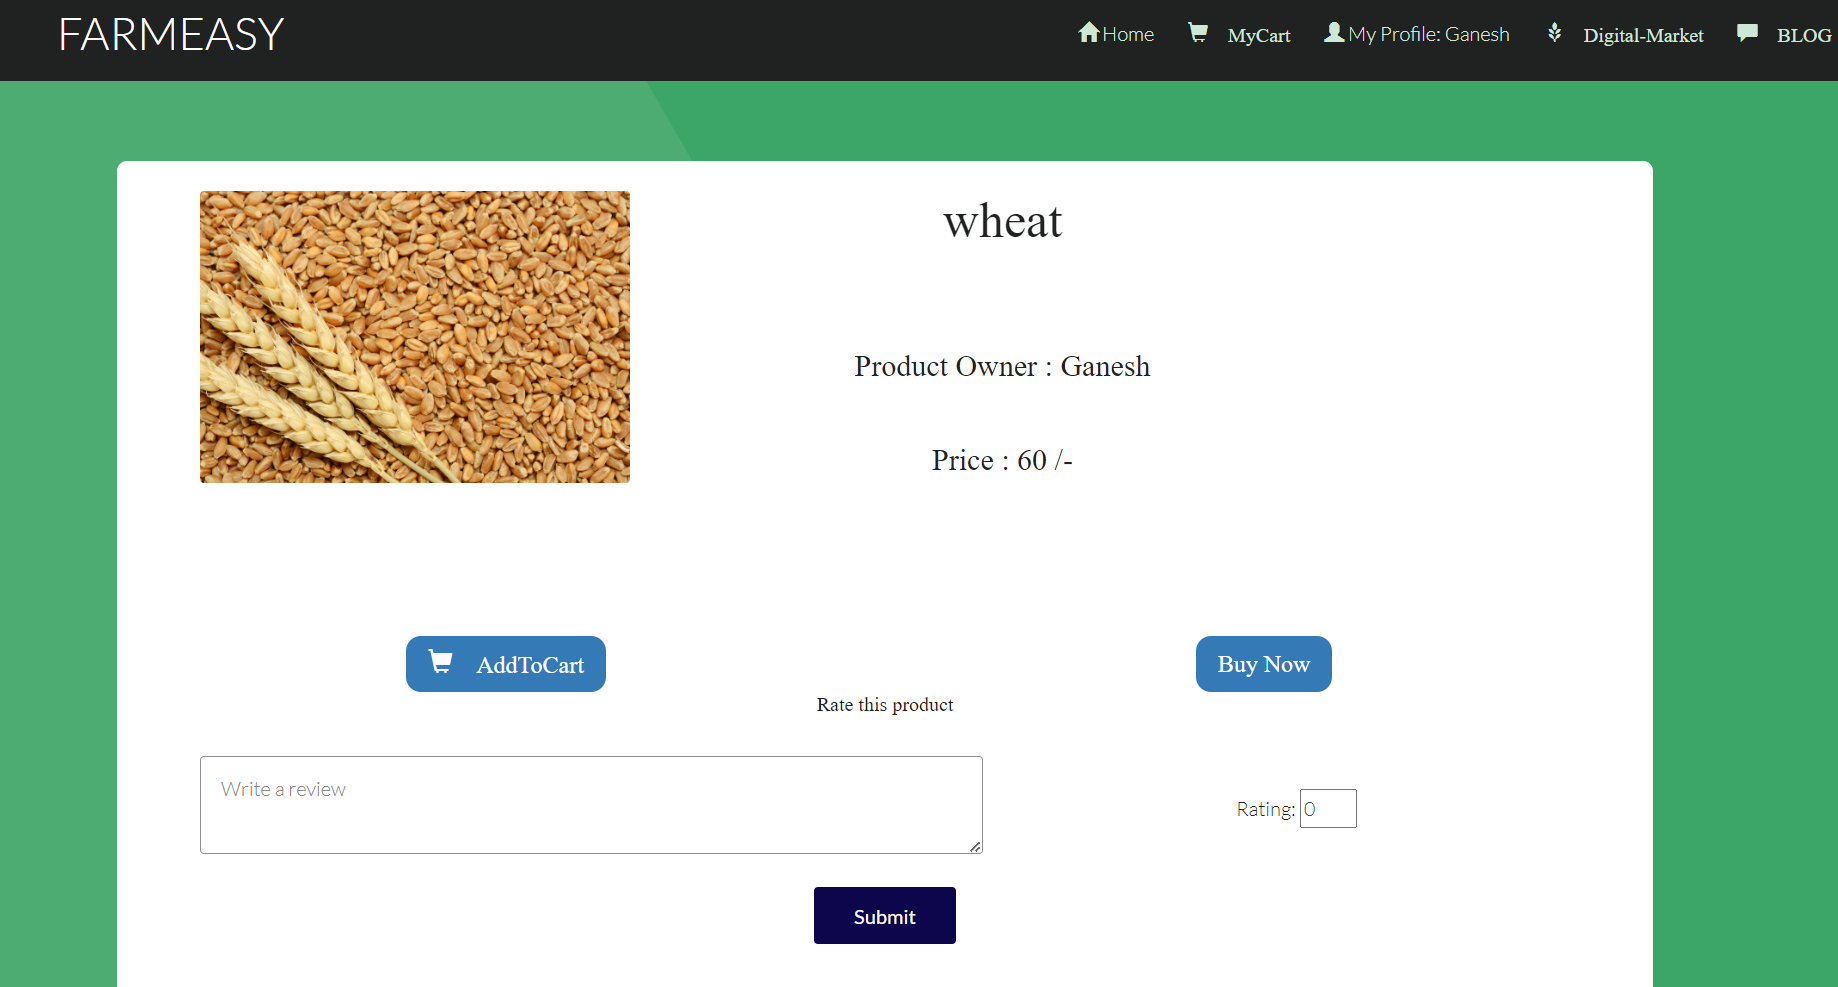 FARMEASY
Home MyCart My Profile: Ganesh Digital-Market BLOG
wheat
Product Owner : Ganesh
Price : 60 /-
AddToCart
Buy Now
Rate this product
Write a review
Rating: 0
Submit